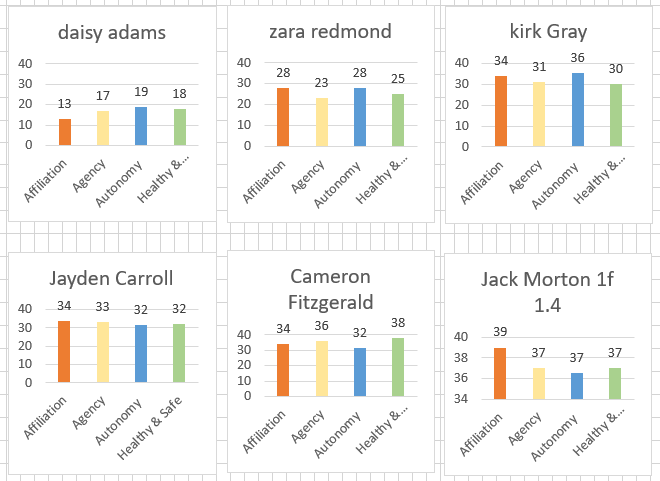 daisy adams
40
30
20
10
0
13
17
19
18
Affiliation
Agency
Autonomy
Healthy &...
zara redmond
40
30
20
10
0
28
23
28
25
Affiliation
Agency
Autonomy
Healthy &...
kirk Gray
40
30
20
10
0
34
31
36
30
Affiliation
Agency
Autonomy
Healthy &...
Jayden Carroll
40
30
20
10
0
34
33
32
32
Affiliation
Agency
Autonomy
Healthy & Safe
Cameron
Fitzgerald
40
30
20
10
0
34
36
32
38
Affiliation
Agency
Autonomy
Healthy &...
Jack Morton 1f
1.4
40
38
36
34
39
37
37
37
Affiliation
Agency
Autonomy
Healthy &...